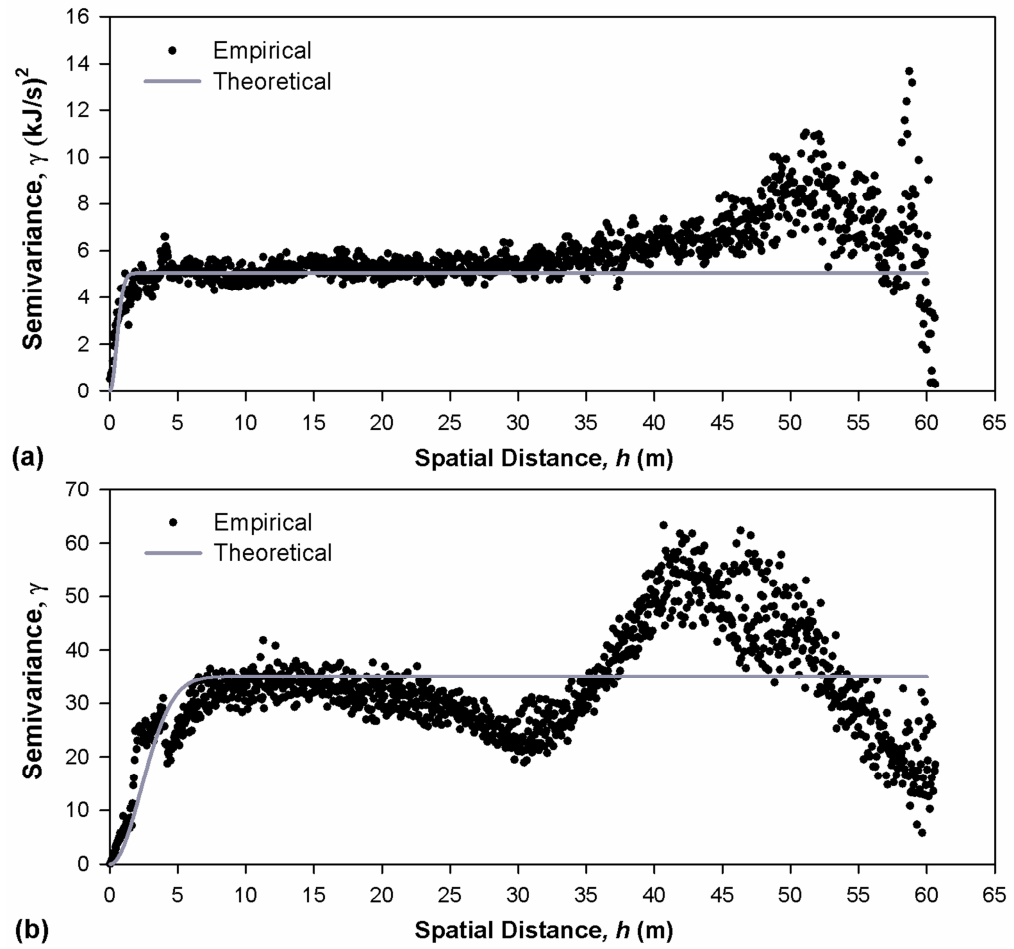 16
14
12
10
8
6
4
2
0
Semivariance, γ (kJ/s)²
Empirical
Theoretical
0 5 10 15 20 25 30 35 40 45 50 55 60 65
(a)
Spatial Distance, h (m)
70
60
50
40
30
20
10
0
Semivariance, γ
Empirical
Theoretical
0 5 10 15 20 25 30 35 40 45 50 55 60 65
(b)
Spatial Distance, h (m)